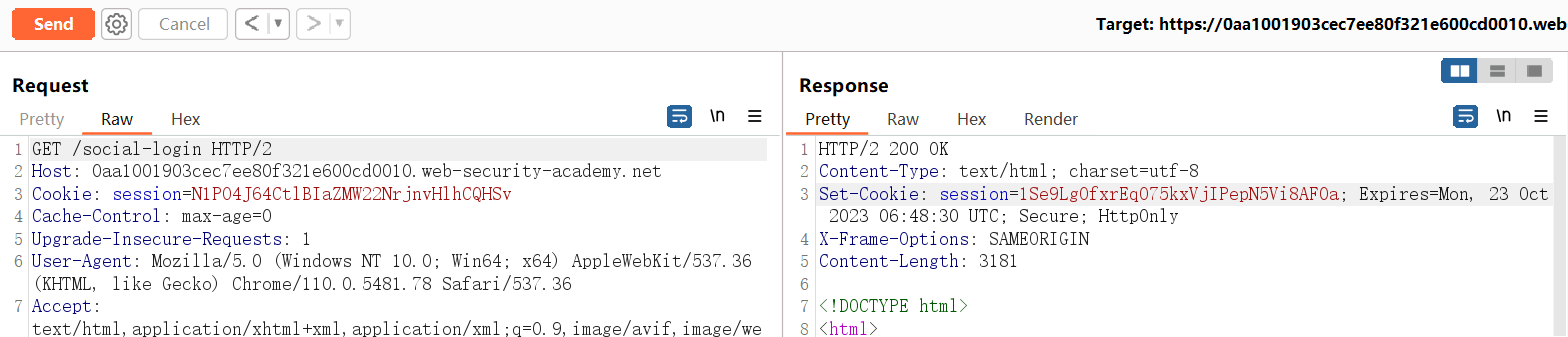 Send Cancel < ▼ > ▼ Target: https://0aa1001903cec7ee80f321e600cd0010.web
Request
Pretty Raw Hex \n
1 GET /social-login HTTP/2
2 Host: 0aa1001903cec7ee80f321e600cd0010.web-security-academy.net
3 Cookie: session=N1P04J64CtlBIaZMW22NrjnvHlhCQHSv
4 Cache-Control: max-age=0
5 Upgrade-Insecure-Requests: 1
6 User-Agent: Mozilla/5.0 (Windows NT 10.0; Win64; x64) AppleWebKit/537.36
(KHTML, like Gecko) Chrome/110.0.5481.78 Safari/537.36
7 Accept:
text/html,application/xhtml+xml,application/xml;q=0.9,image/avif,image/we
Response
Pretty Raw Hex Render \n
1 HTTP/2 200 OK
2 Content-Type: text/html; charset=utf-8
3 Set-Cookie: session=1Se9LgOfxrEqO75kxVjIPepN5Vi8AFOa; Expires=Mon, 23 Oct
2023 06:48:30 UTC; Secure; HttpOnly
4 X-Frame-Options: SAMEORIGIN
5 Content-Length: 3181
6
7 <!DOCTYPE html>
8 <html>